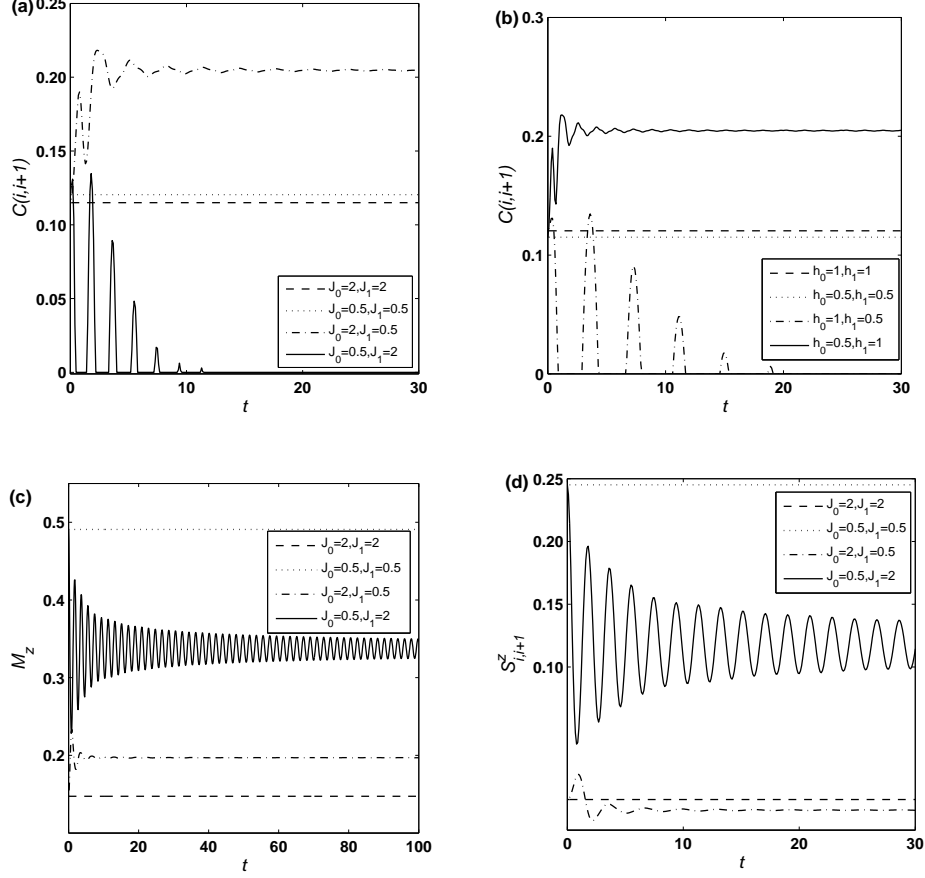 (a)
0.25
0.20
0.15
0.10
0.05
0
C(i,i+1)
0 10 20 30
t
J0=2,J1=2
J0=0.5,J1=0.5
J0=2,J1=0.5
J0=0.5,J1=2
(b)
0.3
0.2
0.1
0
C(i,i+1)
0 10 20 30
t
h0=1,h1=1
h0=0.5,h1=0.5
h0=1,h1=0.5
h0=0.5,h1=1
(c)
0.5
0.4
0.3
0.2
Mz
0 20 40 60 80 100
t
J0=2,J1=2
J0=0.5,J1=0.5
J0=2,J1=0.5
J0=0.5,J1=2
(d)
0.25
0.20
0.15
0.10
S^z_{i,i+1}
0 10 20 30
t
J0=2,J1=2
J0=0.5,J1=0.5
J0=2,J1=0.5
J0=0.5,J1=2